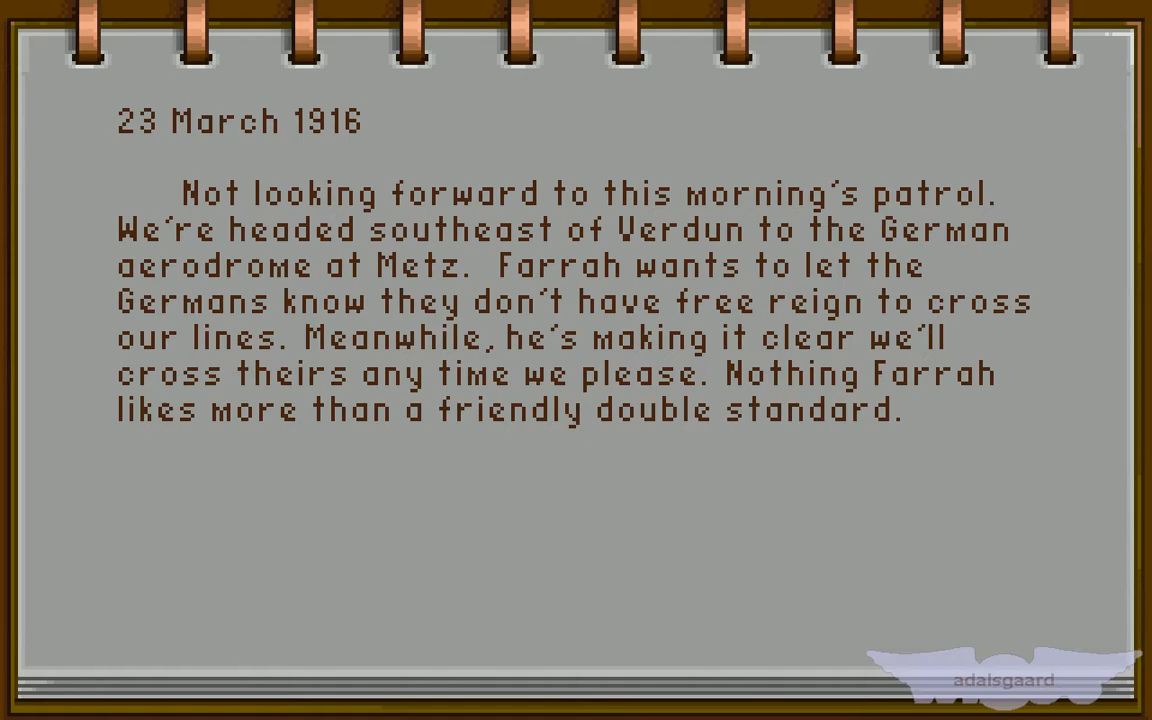 23 March 1916
Not looking forward to this morning's patrol.
We're headed southeast of Verdun to the German
aerodrome at Metz. Farrah wants to let the
Germans know they don't have free reign to cross
our lines. Meanwhile, he's making it clear we'll
cross theirs any time we please. Nothing Farrah
likes more than a friendly double standard.
adalsgaard